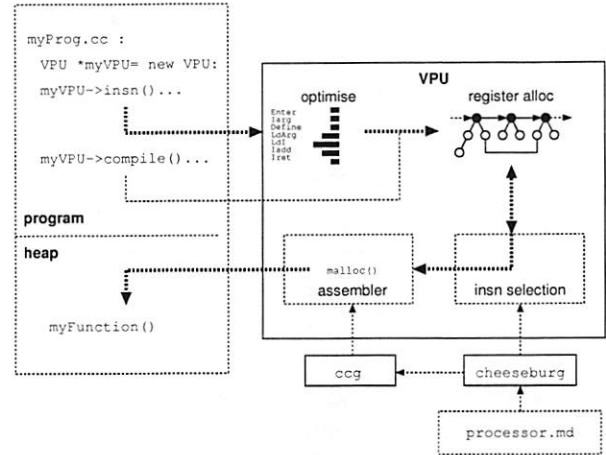 myProg.cc :
VPU *myVPU= new VPU:
myVPU->insn()...
myVPU->compile()...
program
heap
myFunction()
VPU
optimise
Enter
Iarg
Define
LdArg
LdI
Iadd
Iret
register alloc
malloc()
assembler
insn selection
ccg
cheeseburg
processor.md